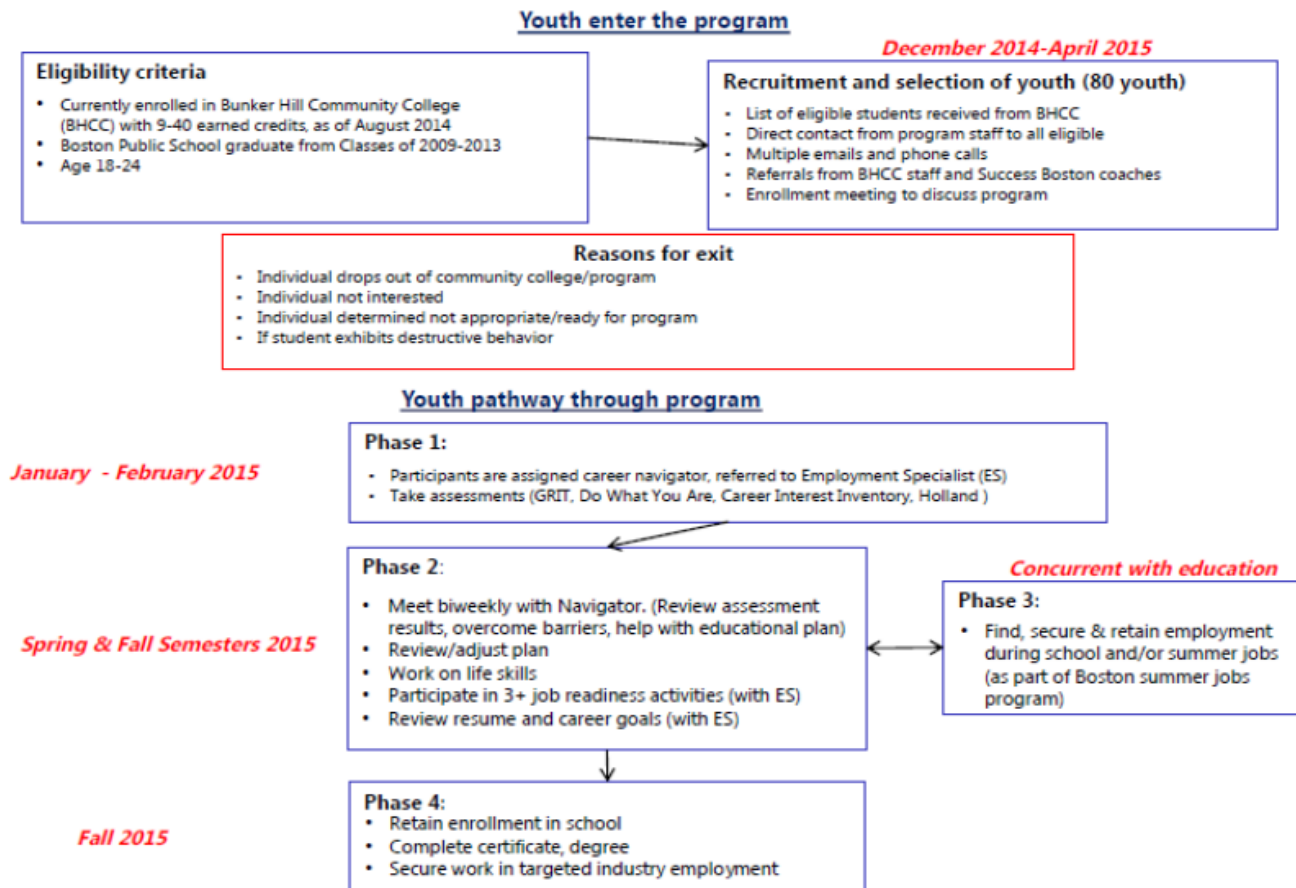 Youth enter the program
Eligibility criteria
• Currently enrolled in Bunker Hill Community College
(BHCC) with 9-40 earned credits, as of August 2014
• Boston Public School graduate from Classes of 2009-2013
• Age 18-24
December 2014-April 2015
Recruitment and selection of youth (80 youth)
• List of eligible students received from BHCC
• Direct contact from program staff to all eligible
• Multiple emails and phone calls
• Referrals from BHCC staff and Success Boston coaches
• Enrollment meeting to discuss program
Reasons for exit
• Individual drops out of community college/program
• Individual not interested
• Individual determined not appropriate/ready for program
• If student exhibits destructive behavior
Youth pathway through program
January - February 2015
Phase 1:
• Participants are assigned career navigator, referred to Employment Specialist (ES)
• Take assessments (GRIT, Do What You Are, Career Interest Inventory, Holland )
Spring & Fall Semesters 2015
Phase 2:
• Meet biweekly with Navigator. (Review assessment
results, overcome barriers, help with educational plan)
• Review/adjust plan
• Work on life skills
• Participate in 3+ job readiness activities (with ES)
• Review resume and career goals (with ES)
Concurrent with education
Phase 3:
• Find, secure & retain employment
during school and/or summer jobs
(as part of Boston summer jobs
program)
Fall 2015
Phase 4:
• Retain enrollment in school
• Complete certificate, degree
• Secure work in targeted industry employment